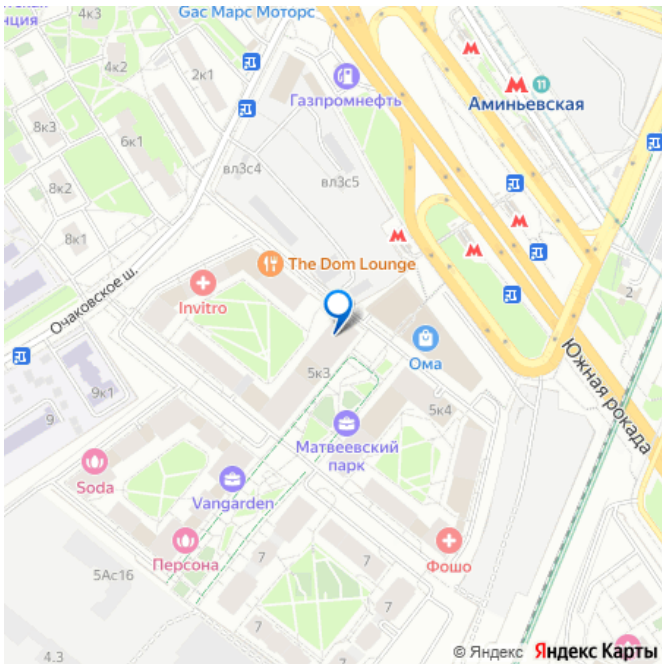 нция
4к3
Gac Марс Моторс
4к2
2к1
Газпромнефть
11
Аминьевская
8к3
6к1
вл3с4
вл3с5
8к2
8к1
The Dom Lounge
2
Очаковское ш.
Invitro
Ома
Южная рокада
5к3
9к1
9
5к4
Матвеевский
парк
Soda
Vangarden
Персона
Фошо
7
7
5Ас16
7
7
4.3
© Яндекс Яндекс Карты